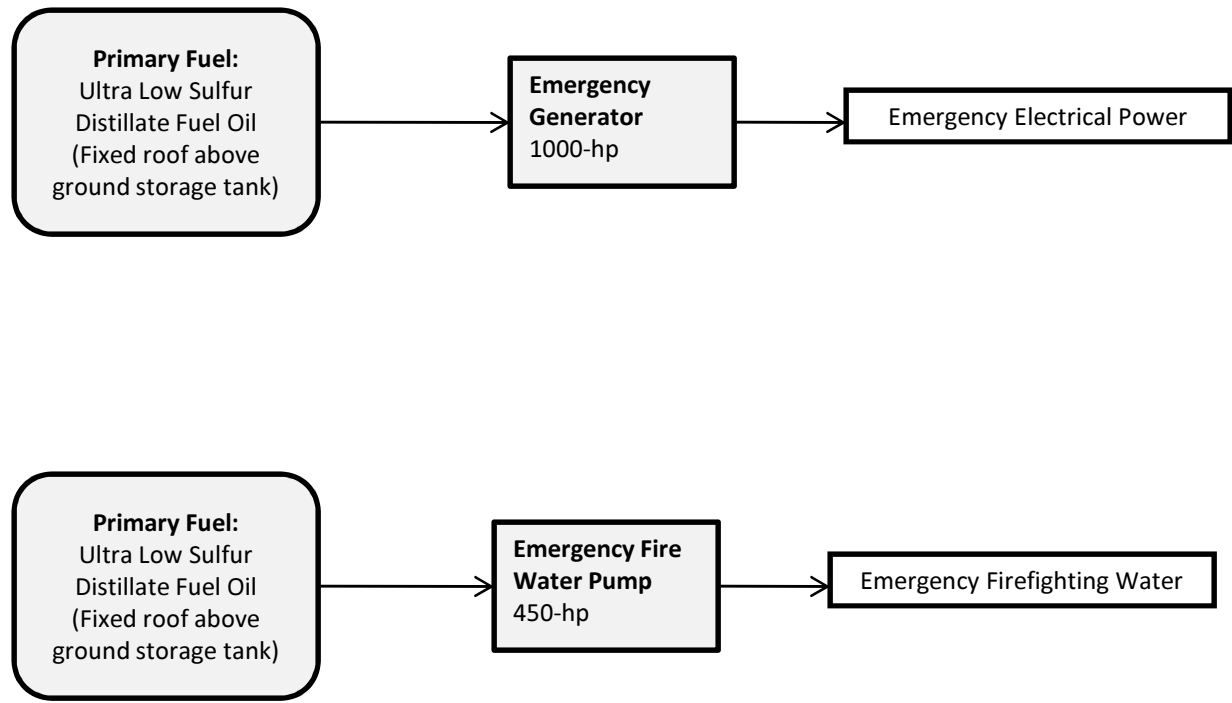 Primary Fuel:
Ultra Low Sulfur
Distillate Fuel Oil
(Fixed roof above
ground storage tank)
Emergency
Generator
1000-hp
Emergency Electrical Power
Primary Fuel:
Ultra Low Sulfur
Distillate Fuel Oil
(Fixed roof above
ground storage tank)
Emergency Fire
Water Pump
450-hp
Emergency Firefighting Water